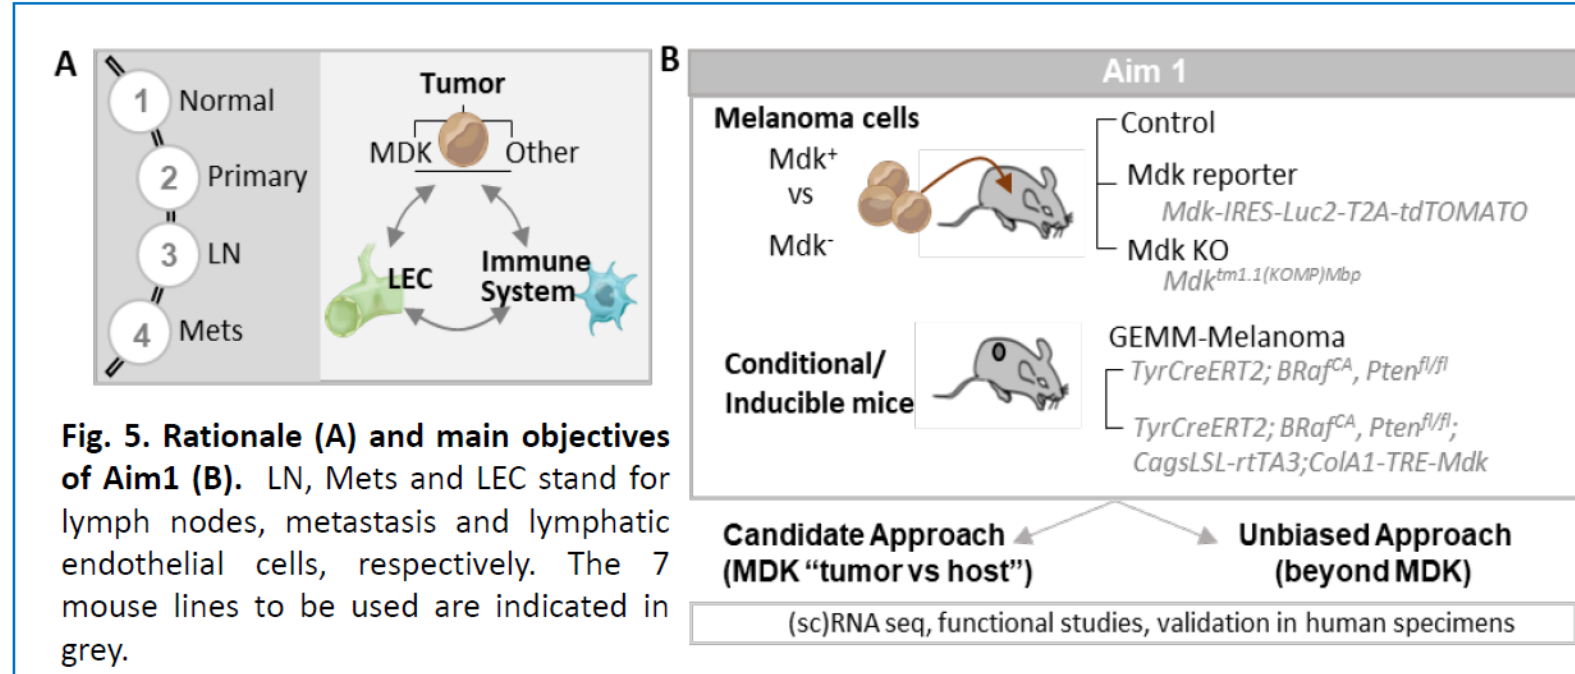 A
1 Normal
2 Primary
3 LN
4 Mets
Tumor
MDK Other
LEC
Immune
System
Fig. 5. Rationale (A) and main objectives
of Aim1 (B). LN, Mets and LEC stand for
lymph nodes, metastasis and lymphatic
endothelial cells, respectively. The 7
mouse lines to be used are indicated in
grey.
B
Aim 1
Melanoma cells
Mdk⁺
vs
Mdk⁻
Control
Mdk reporter
Mdk-IRES-Luc2-T2A-tdTOMATO
Mdk KO
Mdktm1.1(KOMP)Mbp
Conditional/
Inducible mice
GEMM-Melanoma
TyrCreERT2; BRafCA, Ptenfl/fl
TyrCreERT2; BRafCA, Ptenfl/fl;
CagsLSL-rtTA3;ColA1-TRE-Mdk
Candidate Approach
(MDK “tumor vs host”)
Unbiased Approach
(beyond MDK)
(sc)RNA seq, functional studies, validation in human specimens